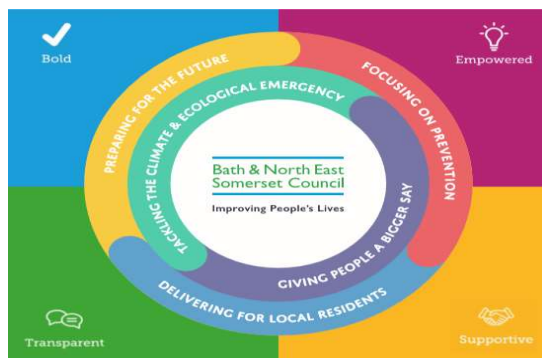 Bold
Empowered
PREPARING FOR THE FUTURE
FOCUSING ON PREVENTION
TACKLING THE CLIMATE & ECOLOGICAL EMERGENCY
Bath & North East
Somerset Council
Improving People's Lives
GIVING PEOPLE A BIGGER SAY
DELIVERING FOR LOCAL RESIDENTS
Transparent
Supportive